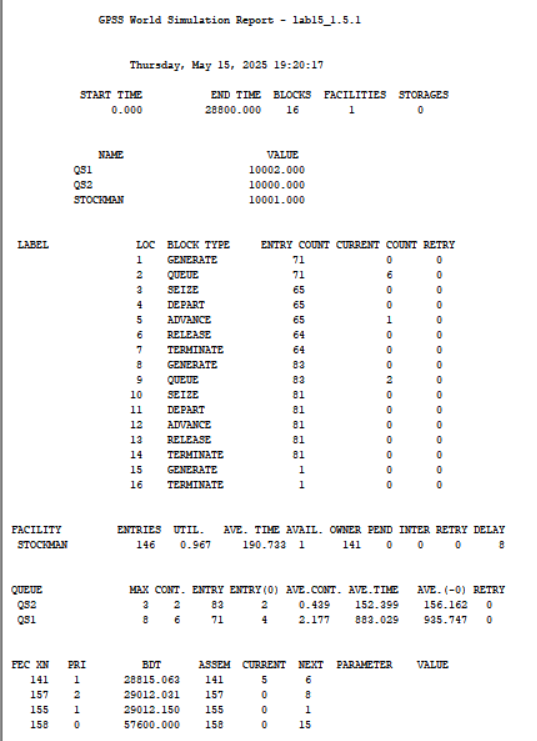 GPSS World Simulation Report - lab15_1.5.1
Thursday, May 15, 2025 19:20:17
START TIME END TIME BLOCKS FACILITIES STORAGES
0.000 28800.000 16 1 0
NAME VALUE
QS1 10002.000
QS2 10000.000
STOCKMAN 10001.000
LABEL LOC BLOCK TYPE ENTRY COUNT CURRENT COUNT RETRY
1 GENERATE 71 0 0
2 QUEUE 71 6 0
3 SEIZE 65 0 0
4 DEPART 65 0 0
5 ADVANCE 65 1 0
6 RELEASE 64 0 0
7 TERMINATE 64 0 0
8 GENERATE 83 0 0
9 QUEUE 83 2 0
10 SEIZE 81 0 0
11 DEPART 81 0 0
12 ADVANCE 81 0 0
13 RELEASE 81 0 0
14 TERMINATE 81 0 0
15 GENERATE 1 0 0
16 TERMINATE 1 0 0
FACILITY ENTRIES UTIL. AVE. TIME AVAIL. OWNER PEND INTER RETRY DELAY
STOCKMAN 146 0.967 190.733 1 141 0 0 0 8
QUEUE MAX CONT. ENTRY ENTRY(0) AVE.CONT. AVE.TIME AVE.(-0) RETRY
QS2 3 2 83 2 0.439 152.399 156.162 0
QS1 8 6 71 4 2.177 883.029 935.747 0
FEC XN PRI BDT ASSEM CURRENT NEXT PARAMETER VALUE
141 1 28815.063 141 5 6
157 2 29012.031 157 0 8
155 1 29012.150 155 0 1
158 0 57600.000 158 0 15